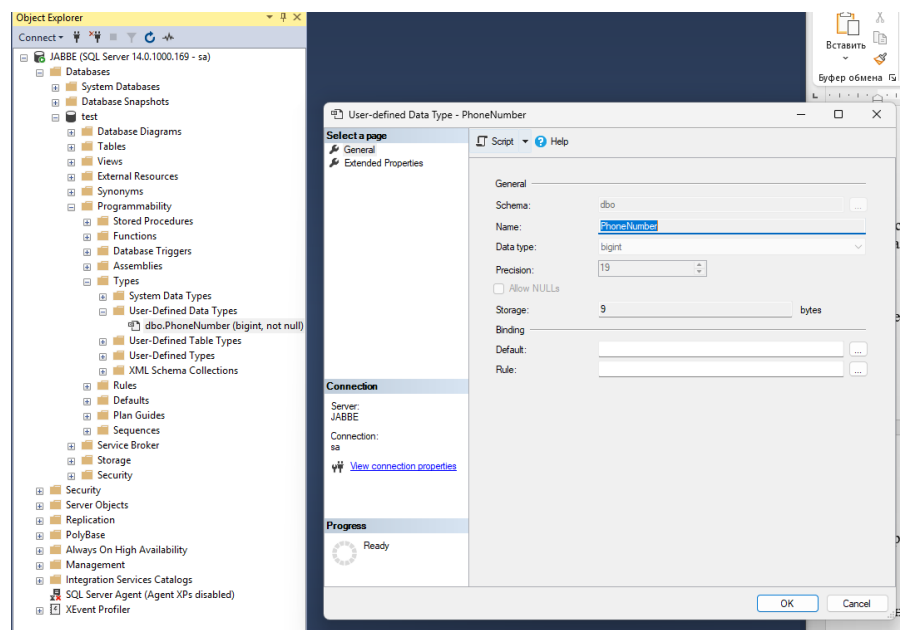 Object Explorer
Connect
JABBE (SQL Server 14.0.1000.169 - sa)
Databases
System Databases
Database Snapshots
test
Database Diagrams
Tables
Views
External Resources
Synonyms
Programmability
Stored Procedures
Functions
Database Triggers
Assemblies
Types
System Data Types
User-Defined Data Types
dbo.PhoneNumber (bigint, not null)
User-Defined Table Types
User-Defined Types
XML Schema Collections
Rules
Defaults
Plan Guides
Sequences
Service Broker
Storage
Security
Security
Server Objects
Replication
PolyBase
Always On High Availability
Management
Integration Services Catalogs
SQL Server Agent (Agent XPs disabled)
XEvent Profiler
User-defined Data Type - PhoneNumber
Select a page
General
Extended Properties
Connection
Server:
JABBE
Connection:
sa
View connection properties
Progress
Ready
Script Help
General
Schema: dbo ...
Name: PhoneNumber
Data type: bigint
Precision: 19
Allow NULLs
Storage: 9 bytes
Binding
Default: ...
Rule: ...
OK Cancel
Вставить
Буфер обмена